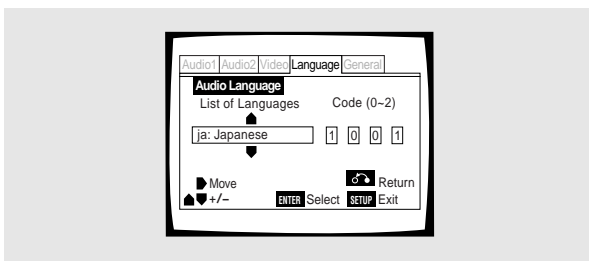 Audio1 Audio2 Video Language General
Audio Language
List of Languages Code (0~2)
ja: Japanese 1 0 0 1
Move Return
+/– ENTER Select SETUP Exit